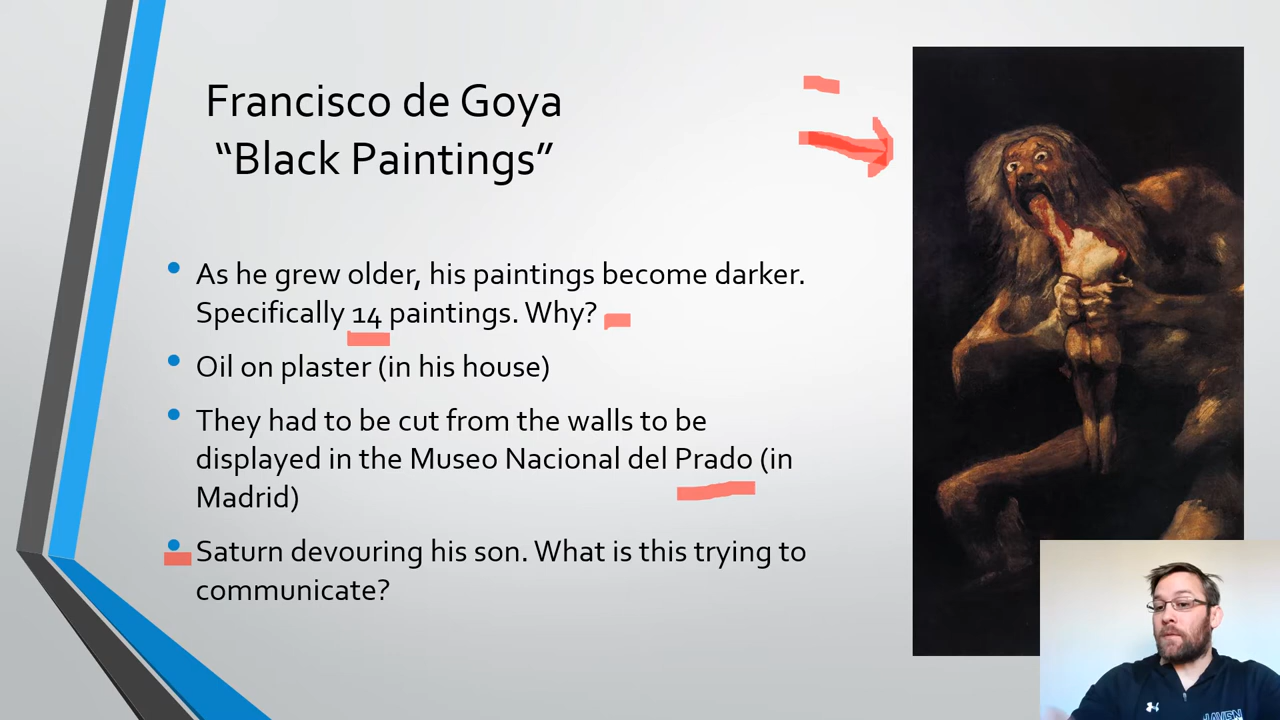 Francisco de Goya
“Black Paintings”
As he grew older, his paintings become darker.
Specifically 14 paintings. Why?
Oil on plaster (in his house)
They had to be cut from the walls to be
displayed in the Museo Nacional del Prado (in
Madrid)
Saturn devouring his son. What is this trying to
communicate?